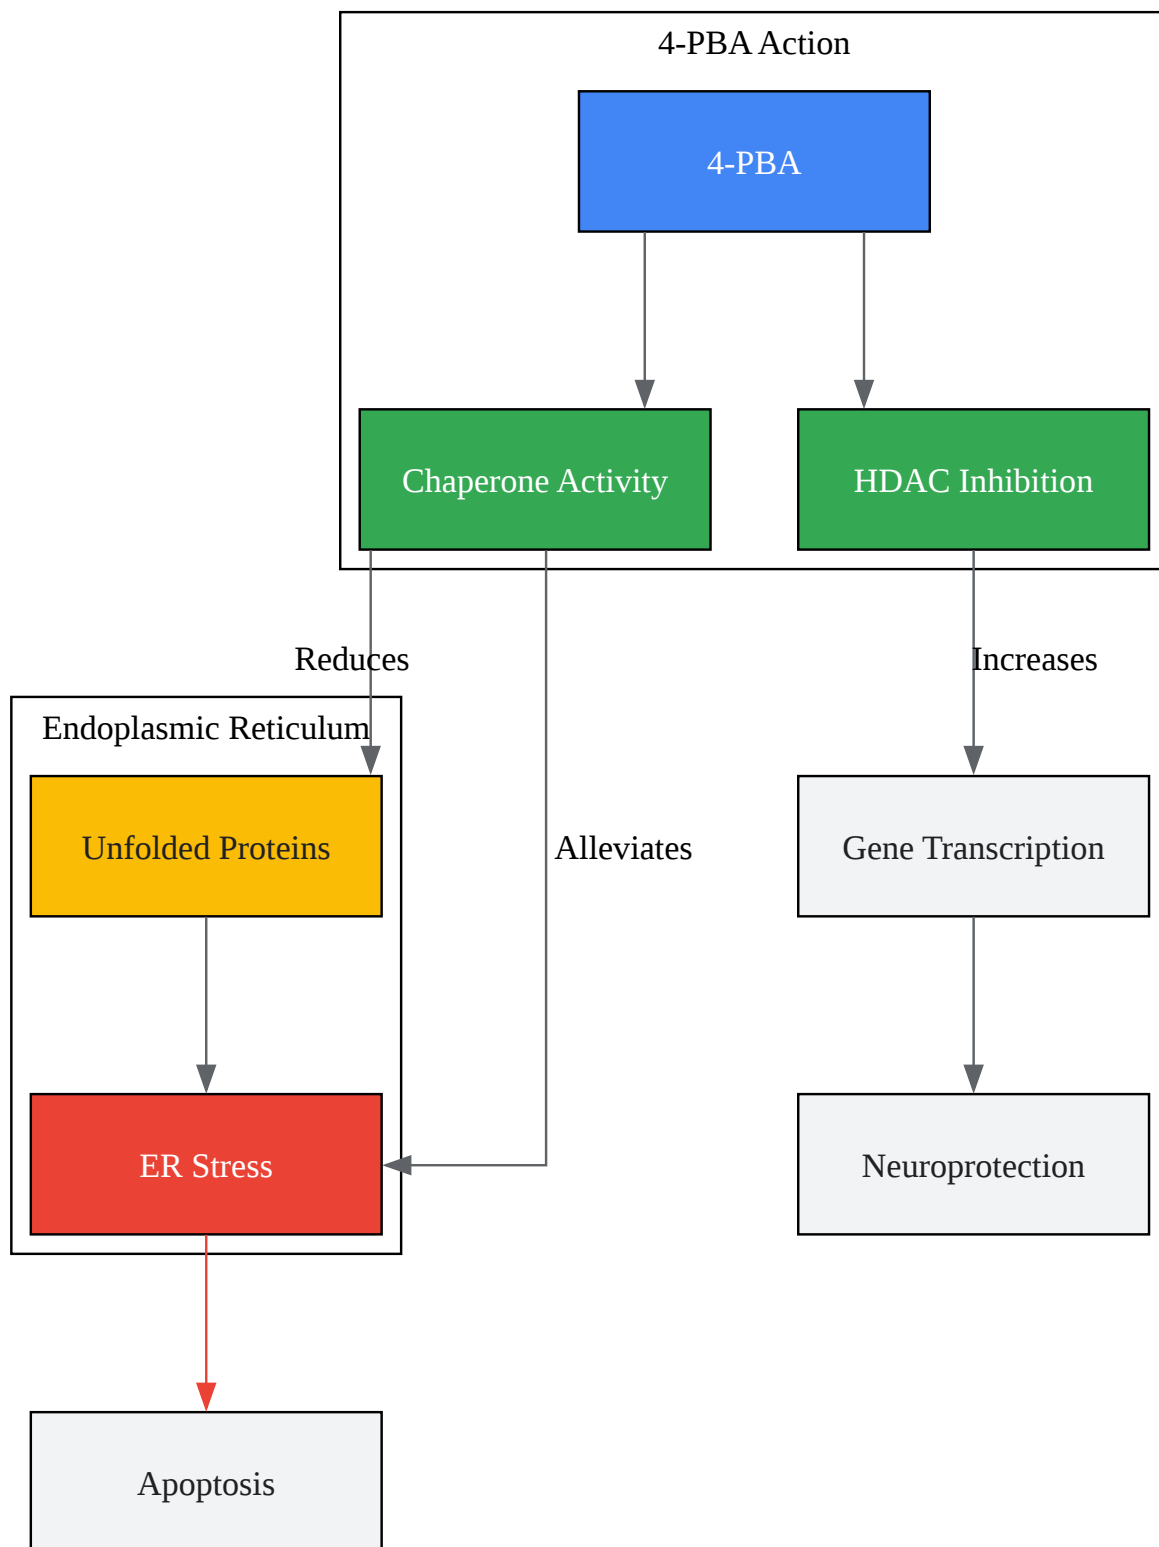 4-PBA Action
4-PBA
Chaperone Activity
HDAC Inhibition
Reduces
Increases
Endoplasmic Reticulum
Unfolded Proteins
Alleviates
Gene Transcription
ER Stress
Neuroprotection
Apoptosis